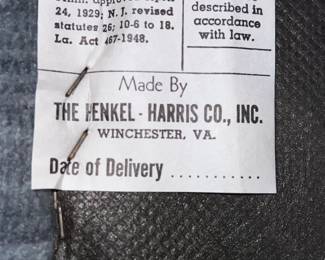 24, 1929; N. J. revised
statutes 26; 10-6 to 18.
La. Act 467-1948.
described in
accordance
with law.
Made By
THE HENKEL - HARRIS CO., INC.
WINCHESTER, VA.
Date of Delivery ...........